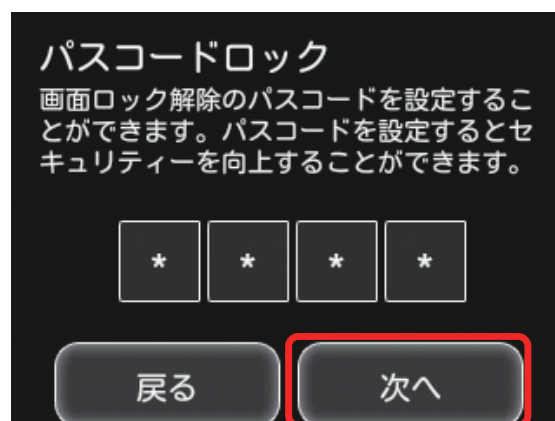 パスコードロック
画面ロック解除のパスコードを設定するこ
とができます。パスコードを設定するとセ
キュリティーを向上することができます。
* * * *
戻る 次へ